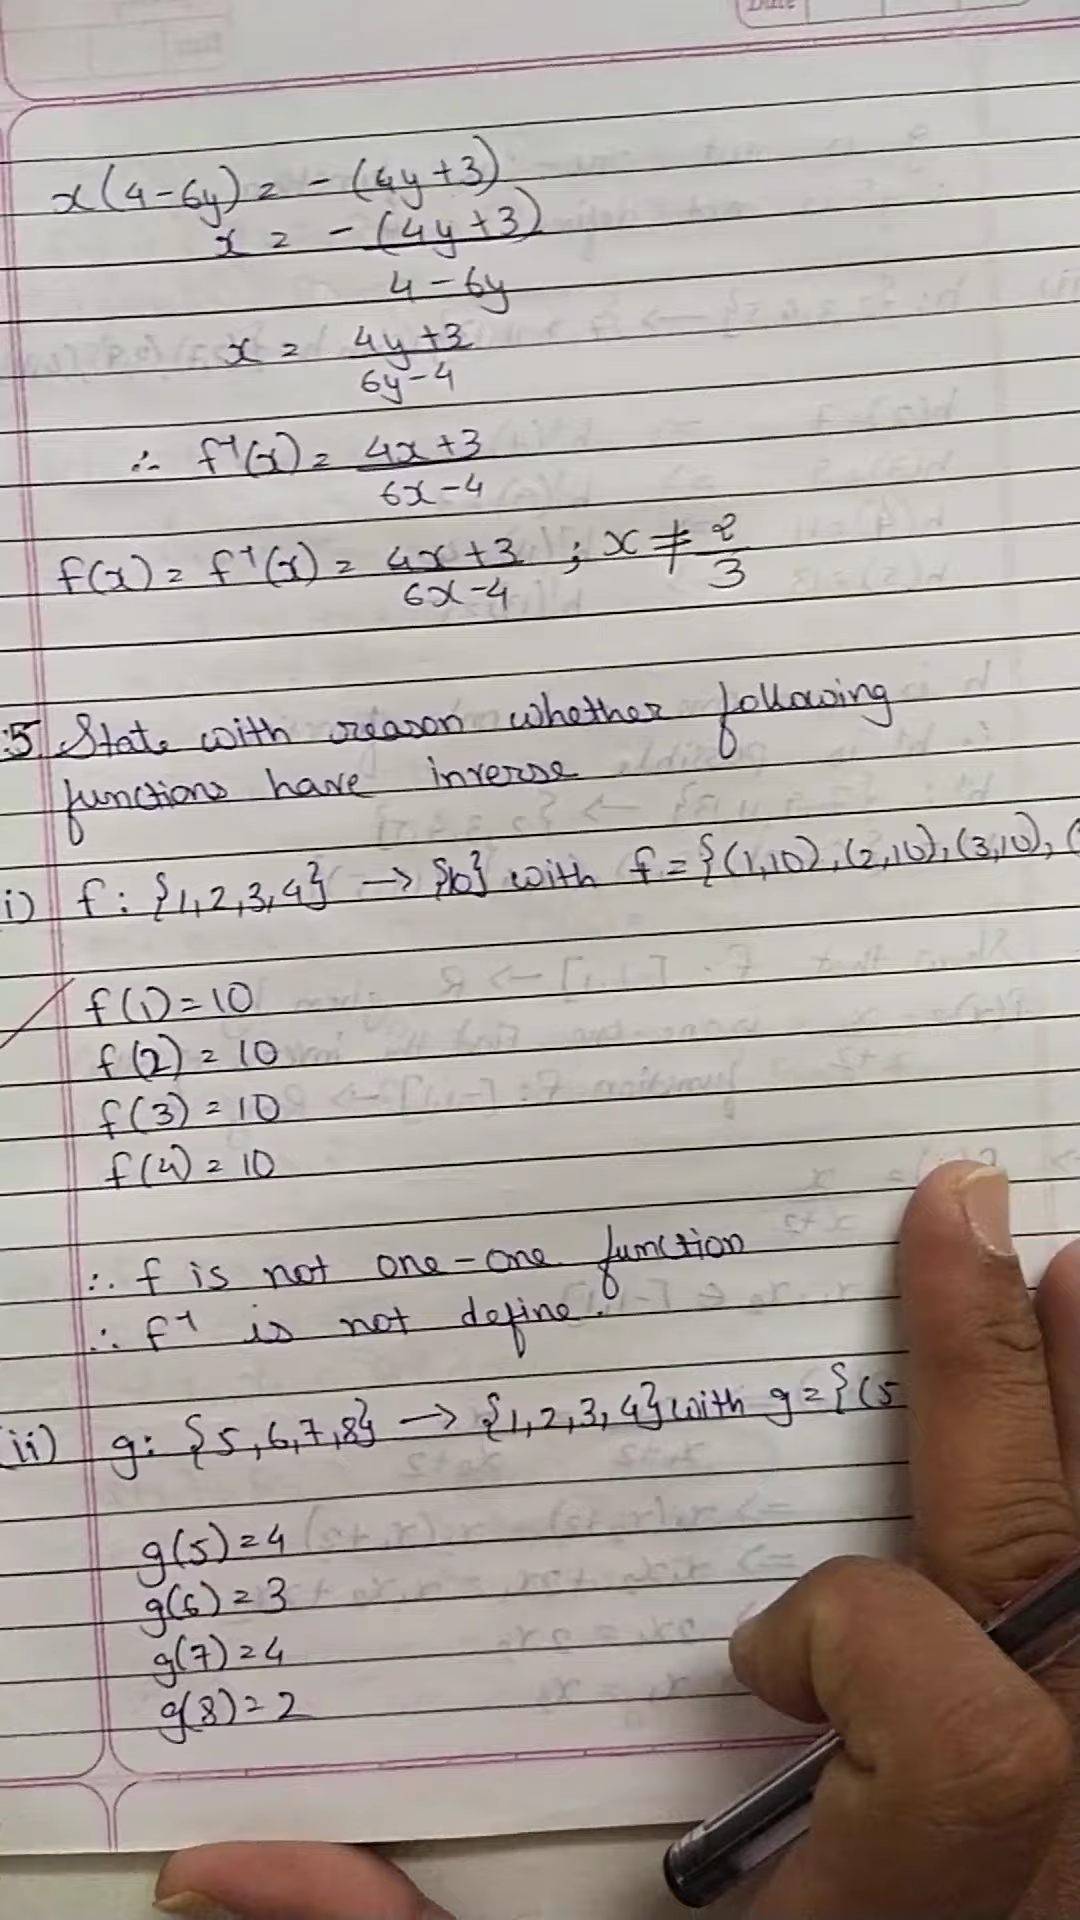 Date
x(4-6y) = -(4y+3)
x = -(4y+3)
4-6y
x = 4y+3
6y-4
∴ f⁻¹(x) = 4x+3
6x-4
f(x) = f⁻¹(x) = 4x+3 ; x ≠ 2
6x-4 3
:5 State with reason whether following
functions have inverse
i) f: {1,2,3,4} → {10} with f = {(1,10), (2,10), (3,10), (
f(1) = 10
f(2) = 10
f(3) = 10
f(4) = 10
∴ f is not one-one function
∴ f⁻¹ is not define.
(ii) g: {5,6,7,8} → {1,2,3,4} with g = {(5
g(5) = 4
g(6) = 3
g(7) = 4
g(8) = 2